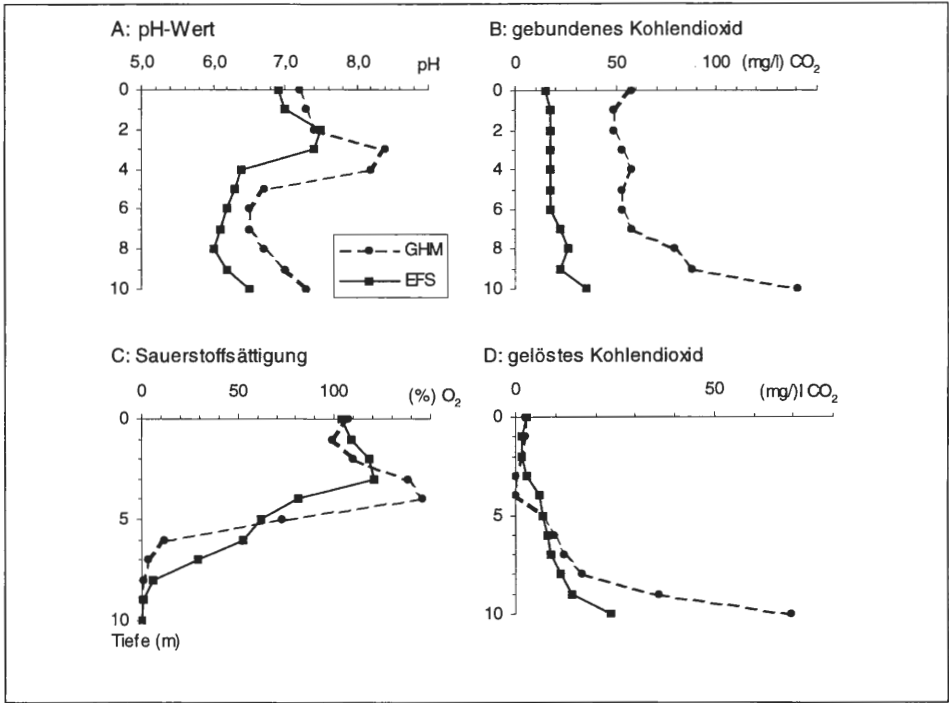 A: pH-Wert
5,0 6,0 7,0 8,0 pH
0
2
4
6
8
10
GHM
EFS
B: gebundenes Kohlendioxid
0 50 100 (mg/l) CO₂
0
2
4
6
8
10
C: Sauerstoffsättigung
0 50 100 (%) O₂
0
5
10
Tiefe (m)
D: gelöstes Kohlendioxid
0 50 (mg/)l CO₂
0
5
10